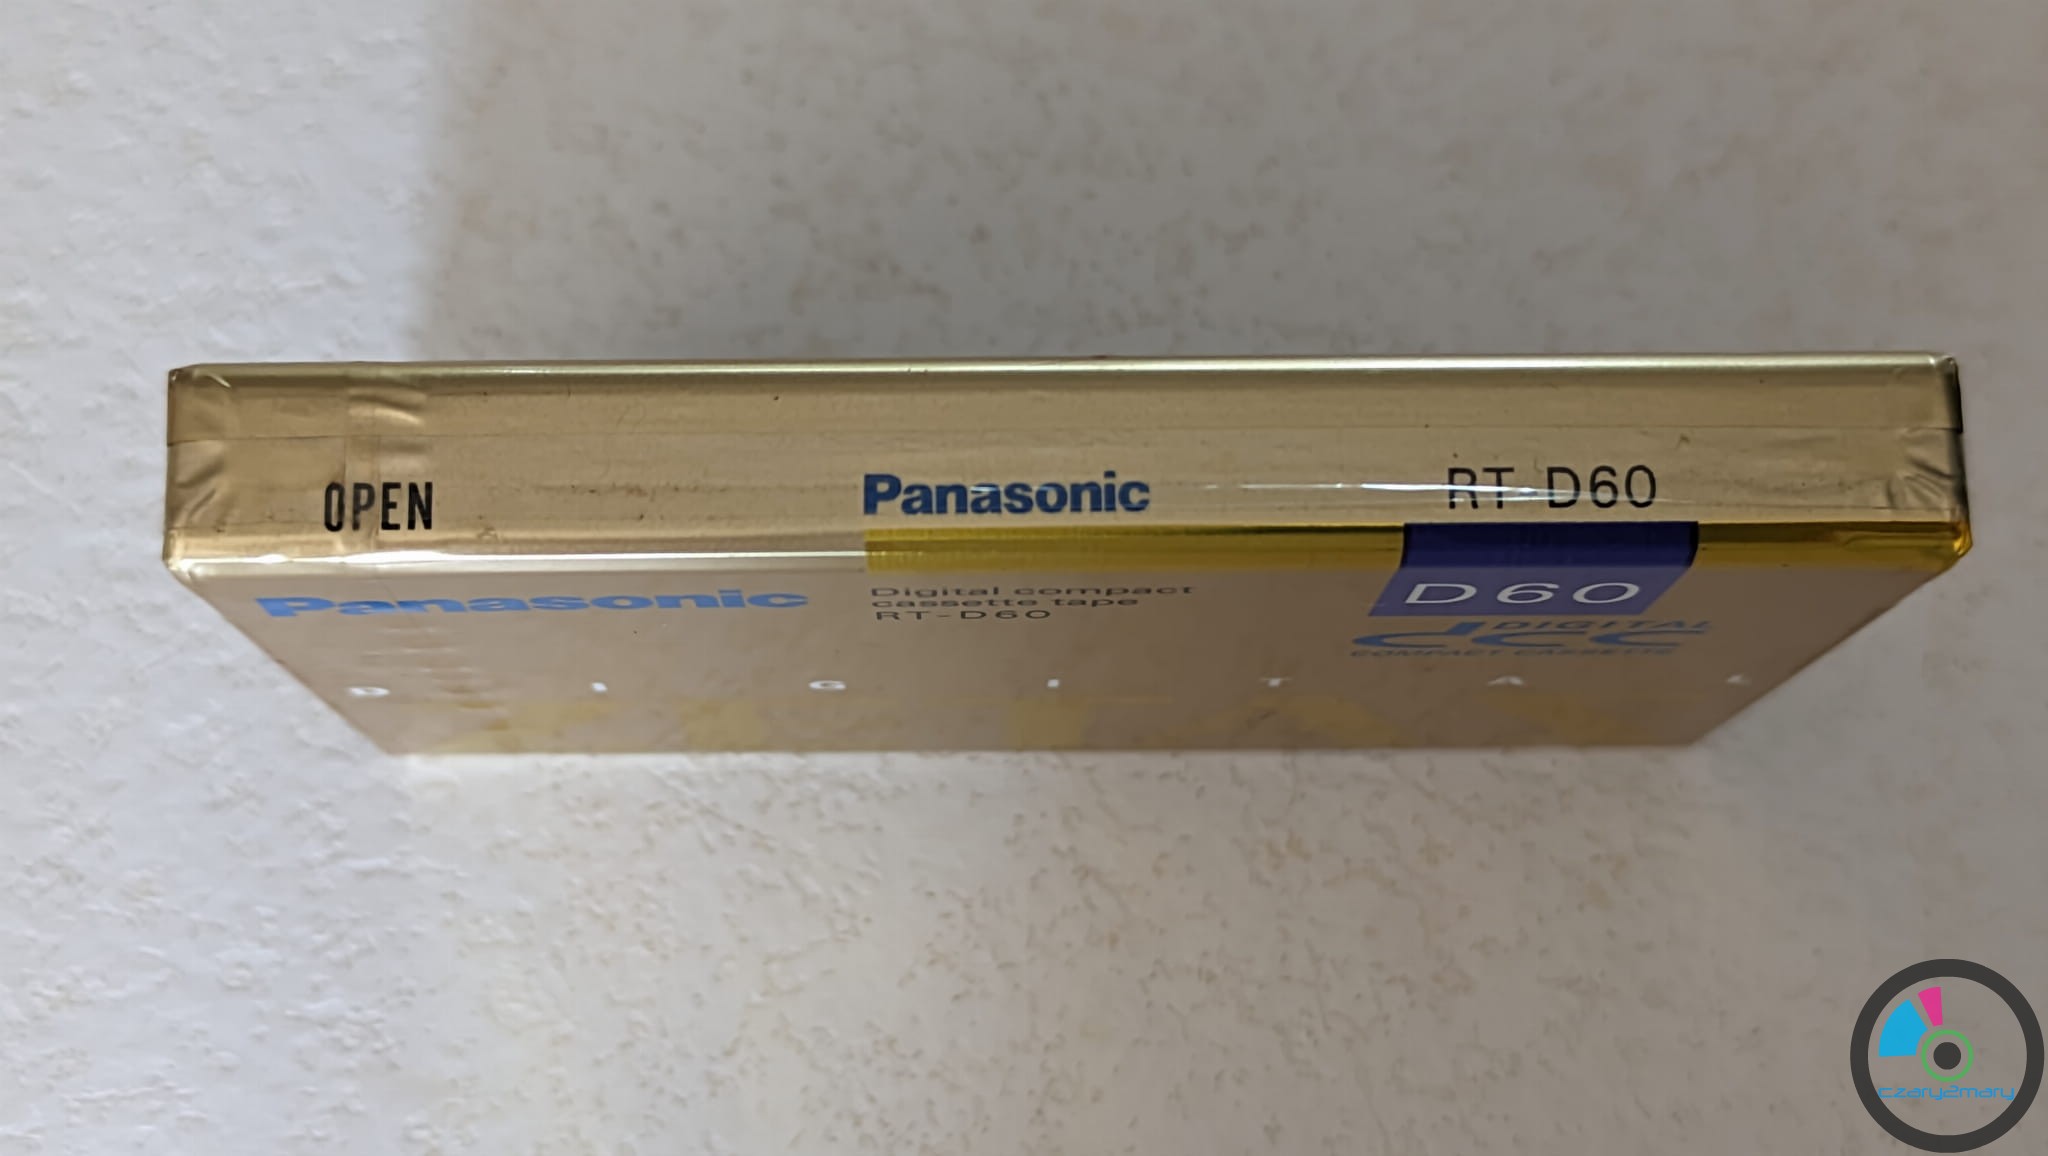 OPEN
Panasonic
RT-D60
Panasonic
Digital compact
cassette tape
RT-D60
D60
dcc DIGITAL
COMPACT CASSETTE
D I G I T A L
czary2mary